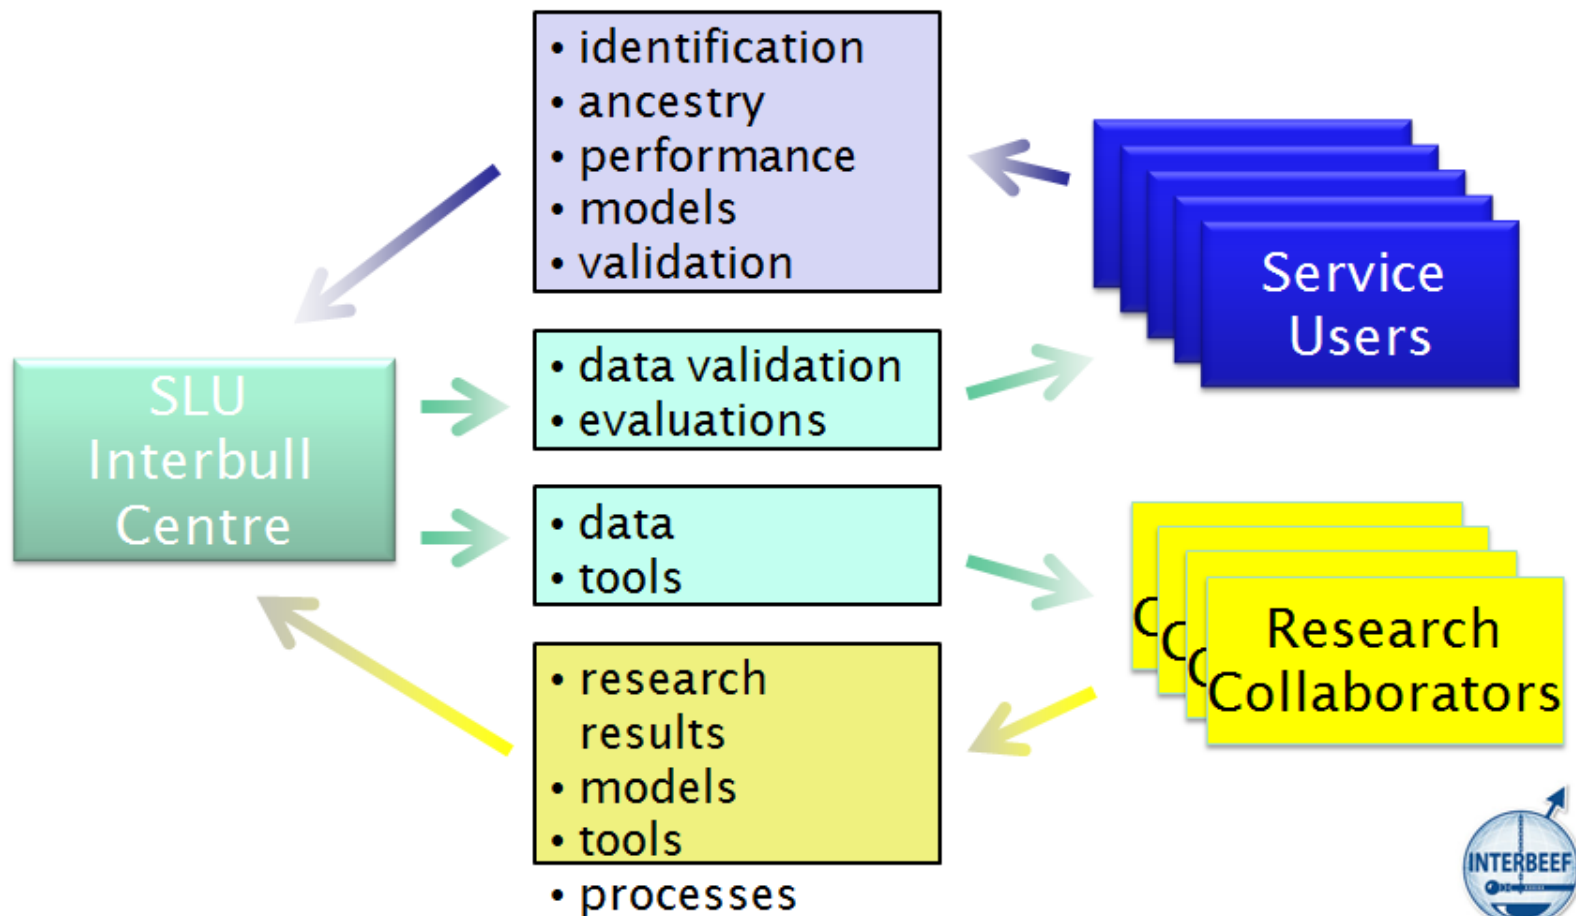 • identification
• ancestry
• performance
• models
• validation
Service
Users
• data validation
• evaluations
SLU
Interbull
Centre
• data
• tools
Research
Collaborators
C
C
C
• research
results
• models
• tools
• processes
INTERBEEF